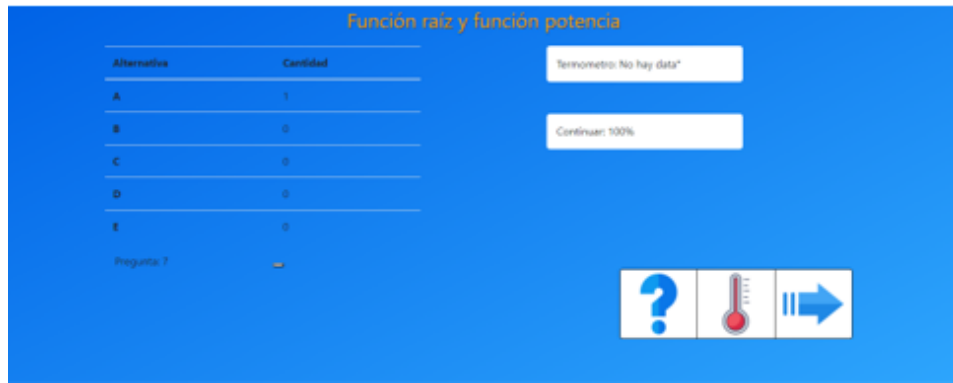 Función raíz y función potencia
Alternativa Cantidad
A 1
B 0
C 0
D 0
E 0
Pregunta: 7
Termometro: No hay data"
Continuar: 100%